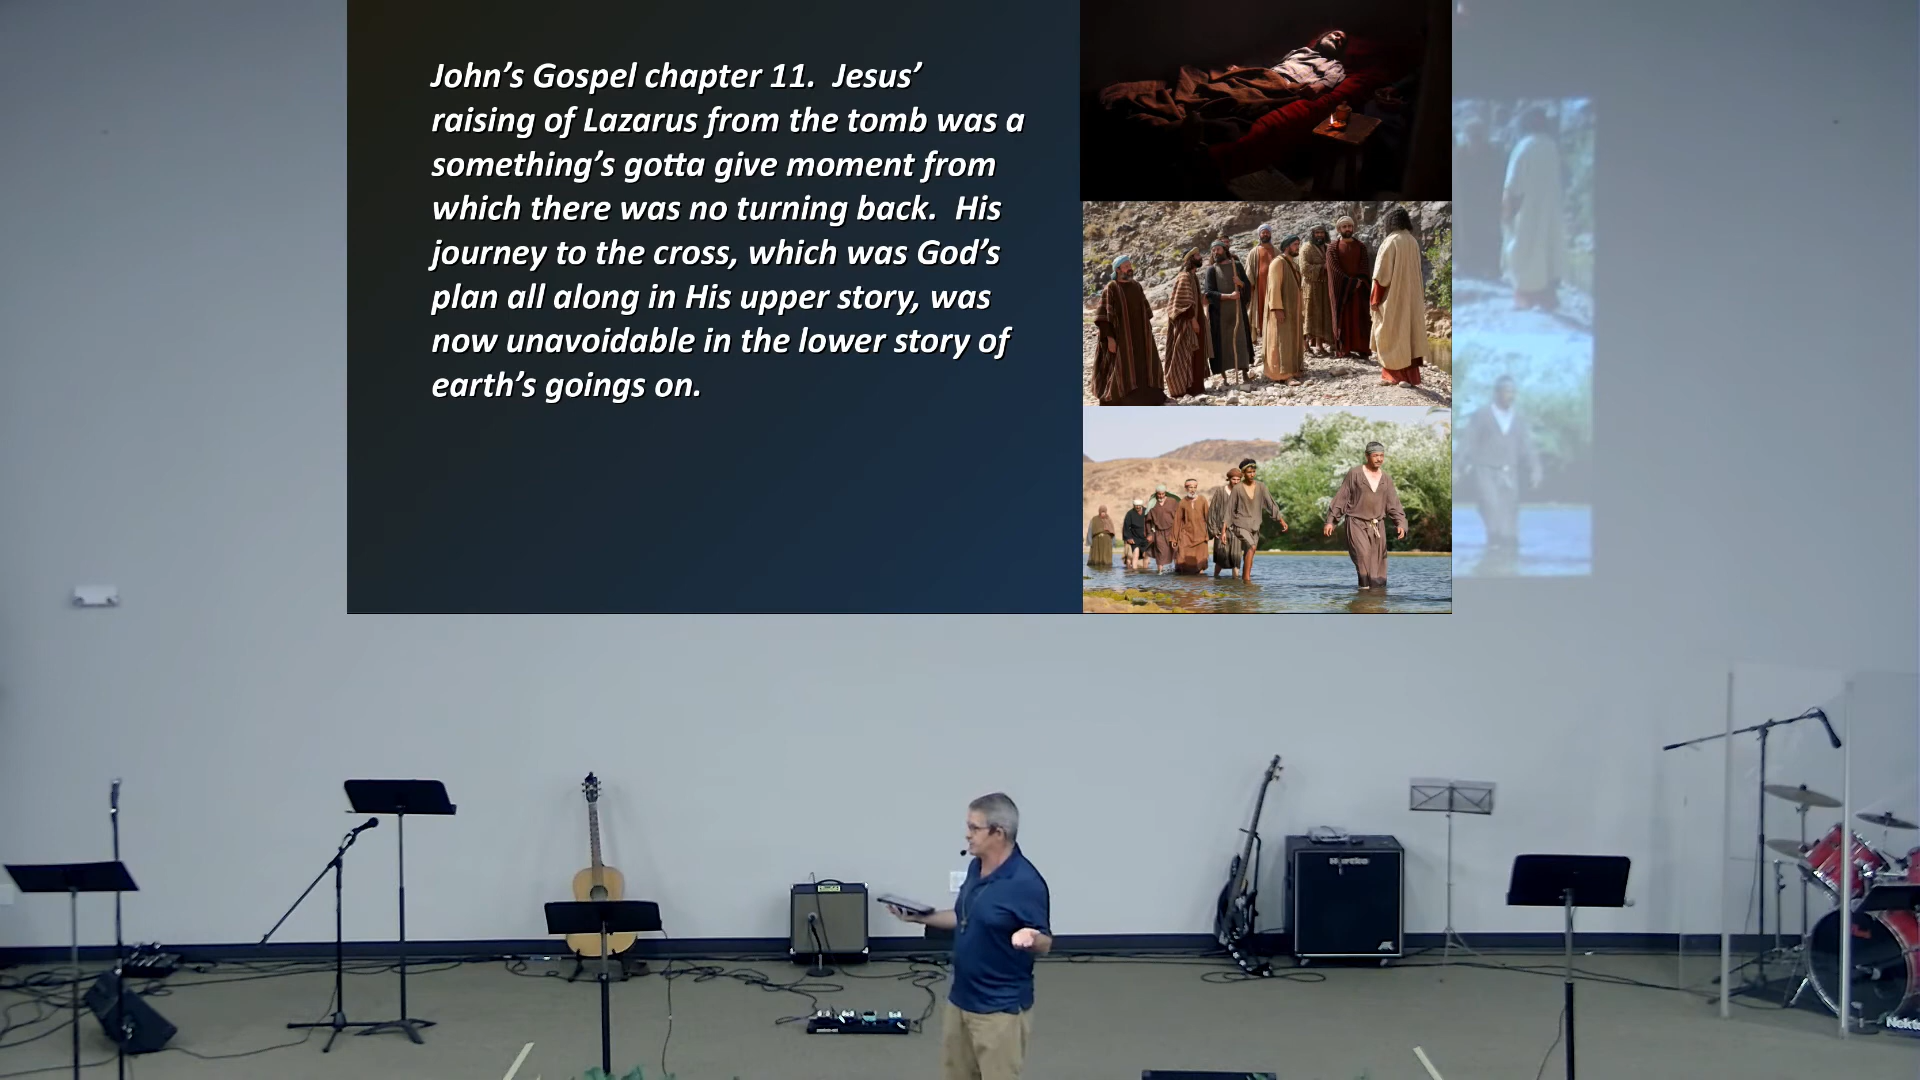 John’s Gospel chapter 11.  Jesus’
raising of Lazarus from the tomb was a
something’s gotta give moment from
which there was no turning back.  His
journey to the cross, which was God’s
plan all along in His upper story, was
now unavoidable in the lower story of
earth’s goings on.
Hartke